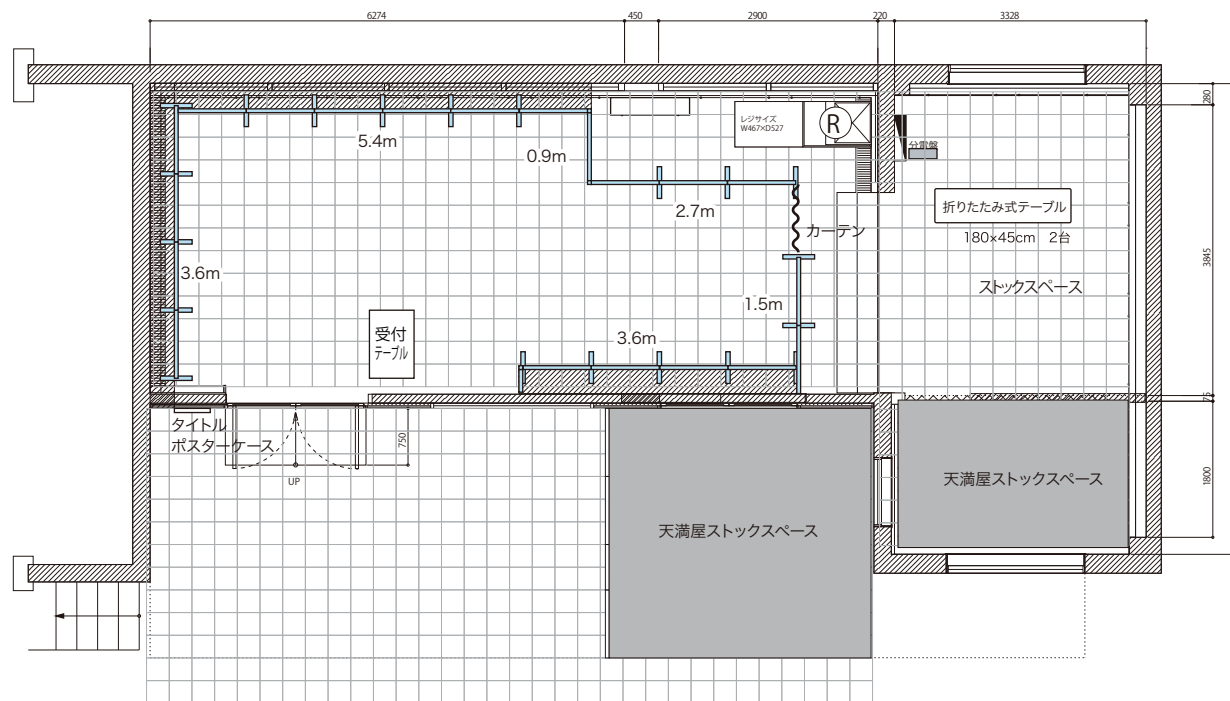 6274
450
2900
220
3328
280
レジサイズ
W467×D527
R
分電盤
5.4m
0.9m
折りたたみ式テーブル
180×45cm 2台
2.7m
カーテン
3845
3.6m
ストックスペース
1.5m
受付
テーブル
3.6m
75
タイトル
ポスターケース
750
UP
天満屋ストックスペース
1800
天満屋ストックスペース